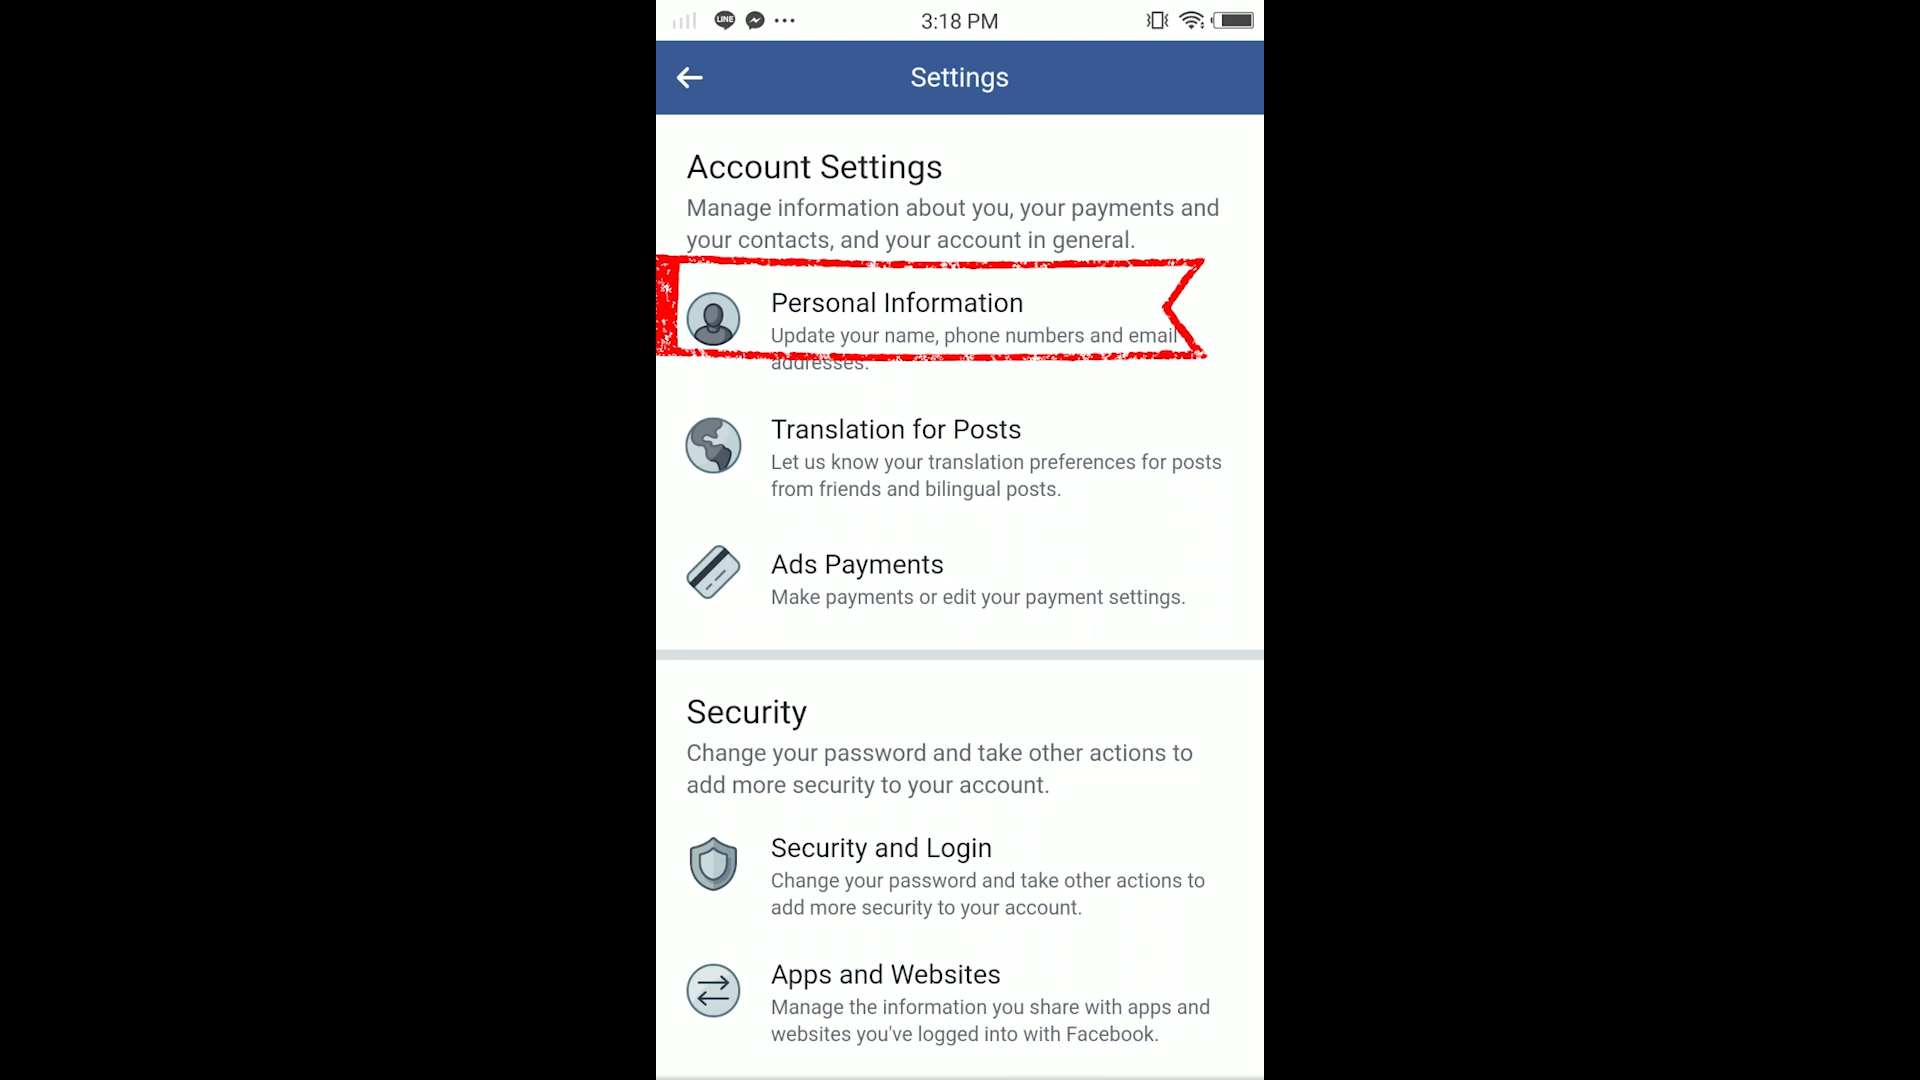 LINE
3:18 PM
Settings
Account Settings
Manage information about you, your payments and
your contacts, and your account in general.
Personal Information
Update your name, phone numbers and email
addresses.
Translation for Posts
Let us know your translation preferences for posts
from friends and bilingual posts.
Ads Payments
Make payments or edit your payment settings.
Security
Change your password and take other actions to
add more security to your account.
Security and Login
Change your password and take other actions to
add more security to your account.
Apps and Websites
Manage the information you share with apps and
websites you've logged into with Facebook.